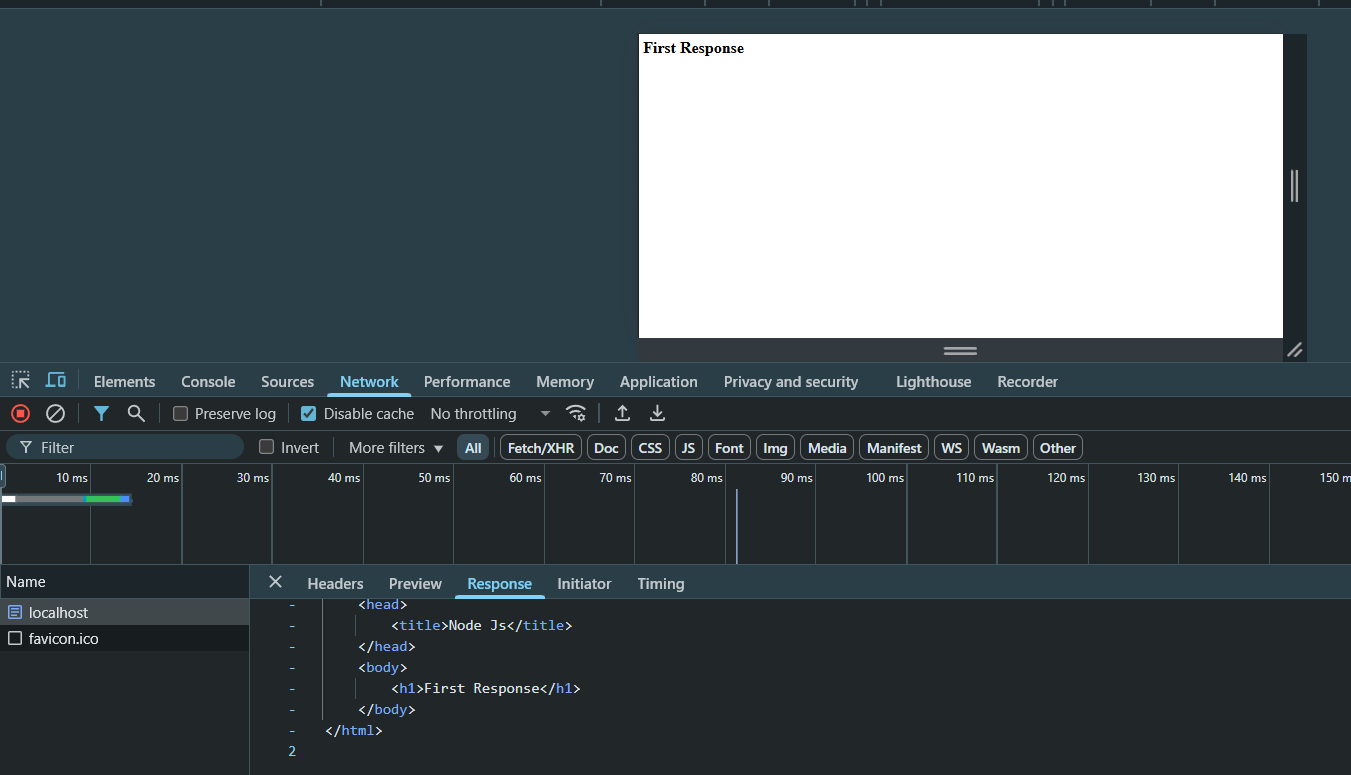 First Response
Elements Console Sources Network Performance Memory Application Privacy and security Lighthouse Recorder
Preserve log Disable cache No throttling
Filter Invert More filters All Fetch/XHR Doc CSS JS Font Img Media Manifest WS Wasm Other
10 ms 20 ms 30 ms 40 ms 50 ms 60 ms 70 ms 80 ms 90 ms 100 ms 110 ms 120 ms 130 ms 140 ms 150 m
Name
localhost
favicon.ico
Headers Preview Response Initiator Timing
- <head>
- <title>Node Js</title>
- </head>
- <body>
- <h1>First Response</h1>
- </body>
- </html>
2